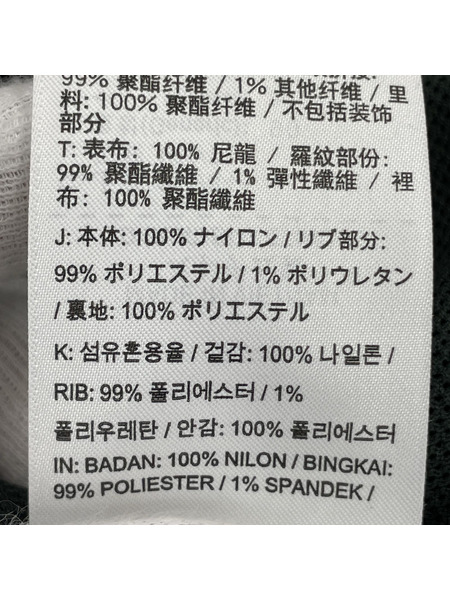 99% 聚酯纤维 / 1% 其他纤维 / 里
料: 100% 聚酯纤维 / 不包括装饰
部分
T: 表布: 100% 尼龍 / 羅紋部份:
99% 聚酯纖維 / 1% 彈性纖維 / 裡
布: 100% 聚酯纖維
J: 本体: 100% ナイロン / リブ部分:
99% ポリエステル / 1% ポリウレタン
/ 裏地: 100% ポリエステル
K: 섬유혼용율 / 겉감: 100% 나일론 /
RIB: 99% 폴리에스터 / 1%
폴리우레탄 / 안감: 100% 폴리에스터
IN: BADAN: 100% NILON / BINGKAI:
99% POLIESTER / 1% SPANDEK /